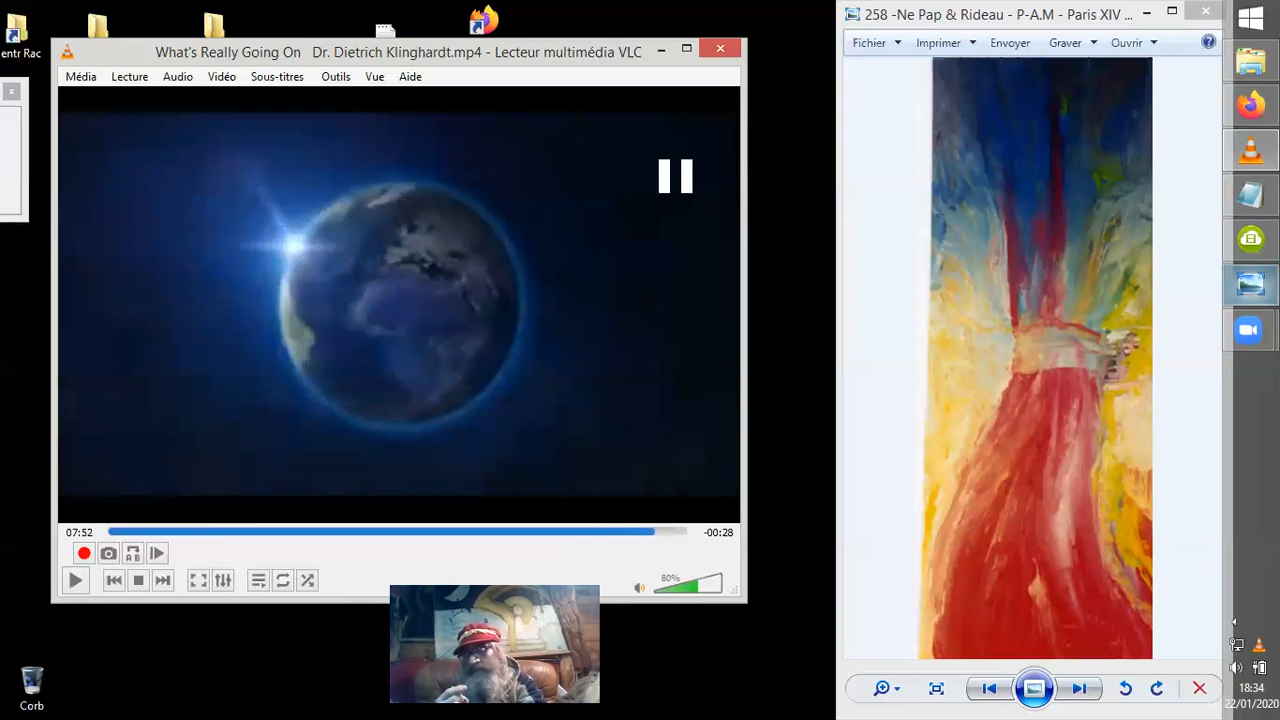 entr Rac
What's Really Going On   Dr. Dietrich Klinghardt.mp4 - Lecteur multimédia VLC
Média Lecture Audio Vidéo Sous-titres Outils Vue Aide
07:52
-00:28
80%
Corb
258 -Ne Pap & Rideau - P-A.M - Paris XIV ...
Fichier Imprimer Envoyer Graver Ouvrir
18:34
22/01/2020